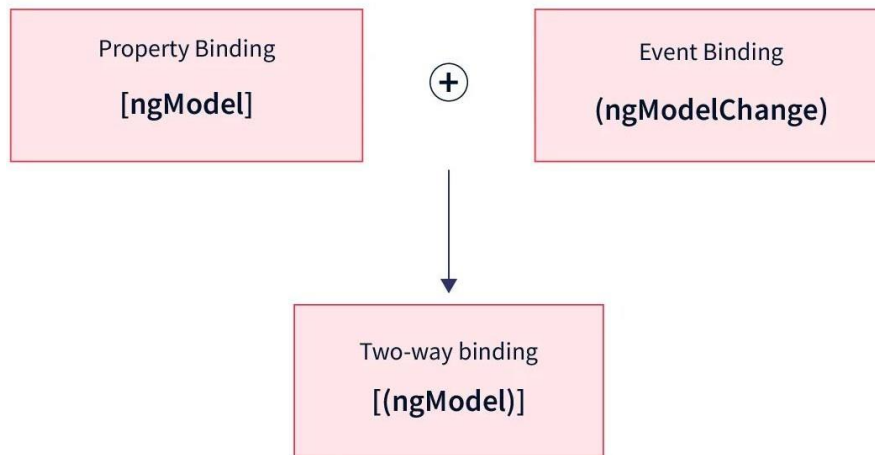 Property Binding
[ngModel]
+
Event Binding
(ngModelChange)
Two-way binding
[(ngModel)]